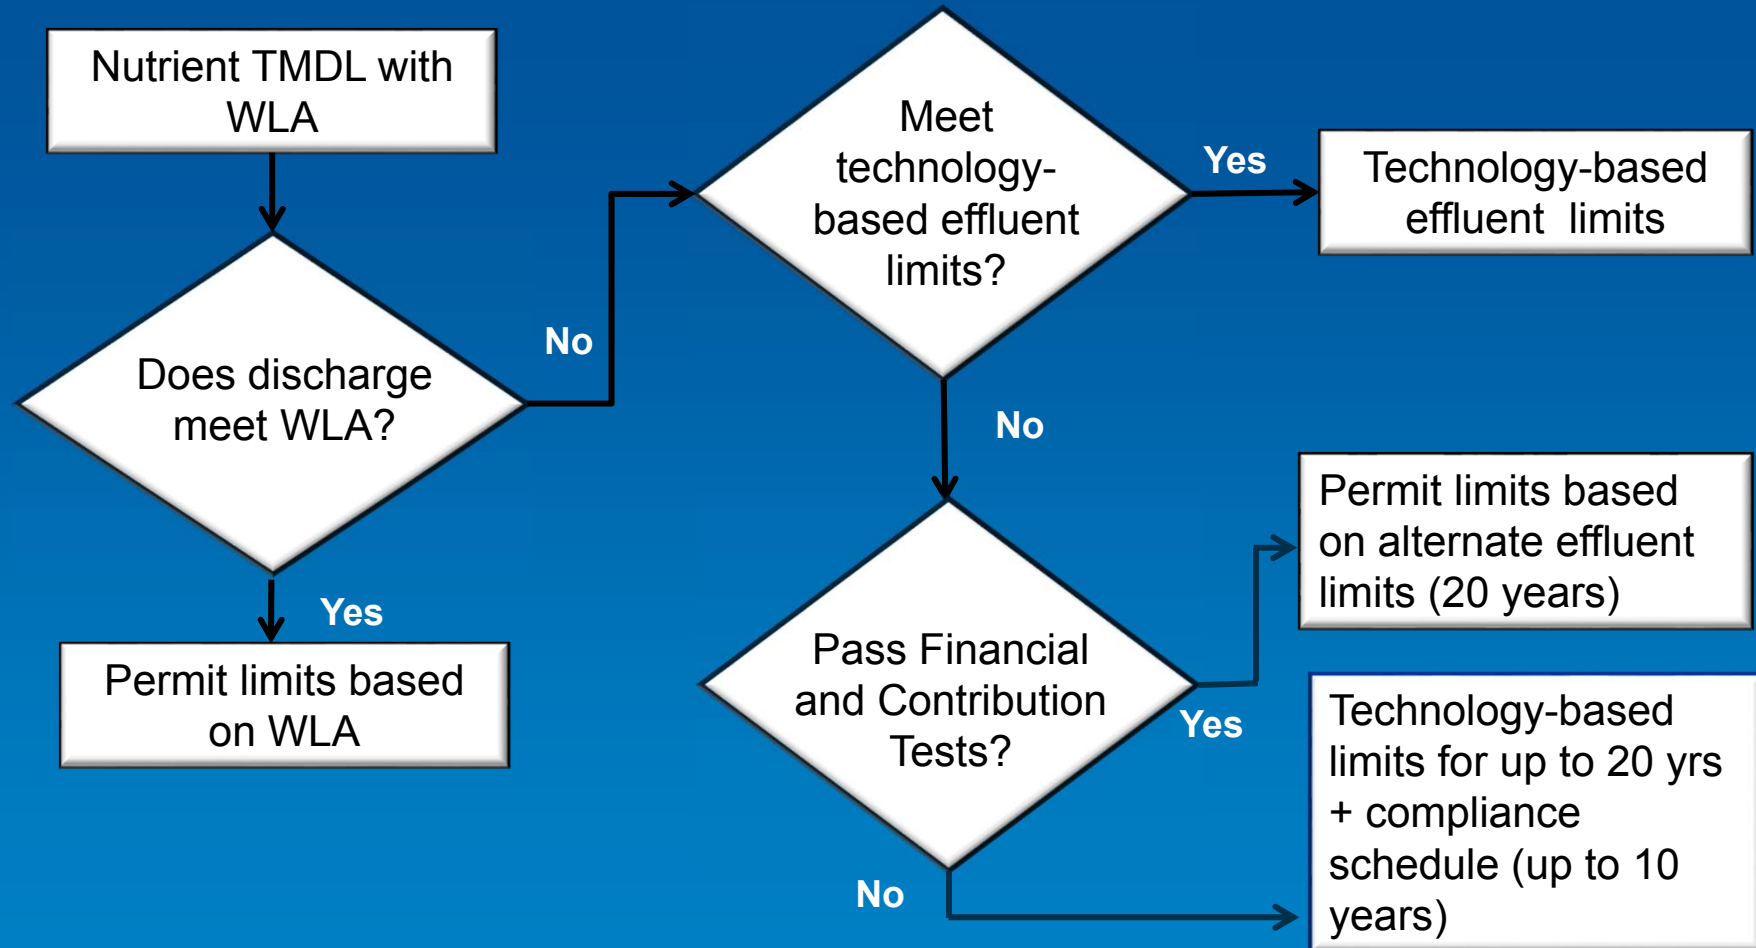 Nutrient TMDL with
WLA
Does discharge
meet WLA?
Yes
Permit limits based
on WLA
No
Meet
technology-
based effluent
limits?
Yes
Technology-based
effluent limits
No
Pass Financial
and Contribution
Tests?
Yes
Permit limits based
on alternate effluent
limits (20 years)
No
Technology-based
limits for up to 20 yrs
+ compliance
schedule (up to 10
years)